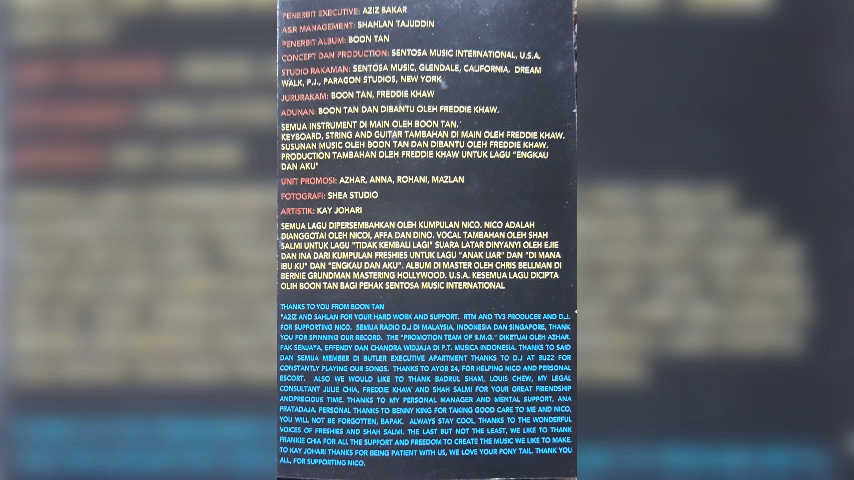 PENERBIT EXECUTIVE: AZIZ BAKAR
A&R MANAGEMENT: SHAHLAN TAJUDDIN
PENERBIT ALBUM: BOON TAN
CONCEPT DAN PRODUCTION: SENTOSA MUSIC INTERNATIONAL, U.S.A.
STUDIO RAKAMAN: SENTOSA MUSIC, GLENDALE, CALIFORNIA. DREAM
WALK, P.J., PARAGON STUDIOS, NEW YORK
JURURAKAM: BOON TAN, FREDDIE KHAW
ADUNAN: BOON TAN DAN DIBANTU OLEH FREDDIE KHAW.
SEMUA INSTRUMENT DI MAIN OLEH BOON TAN.
KEYBOARD, STRING AND GUITAR TAMBAHAN DI MAIN OLEH FREDDIE KHAW,
SUSUNAN MUSIC OLEH BOON TAN DAN DIBANTU OLEH FREDDIE KHAW.
PRODUCTION TAMBAHAN OLEH FREDDIE KHAW UNTUK LAGU "ENGKAU
DAN AKU"
UNIT PROMOSI: AZHAR, ANNA, ROHANI, MAZLAN
FOTOGRAFI: SHEA STUDIO
ARTISTIK: KAY JOHARI
SEMUA LAGU DIPERSEMBAHKAN OLEH KUMPULAN NICO. NICO ADALAH
DIANGGOTAI OLEH NICOI, AFFA DAN DINO. VOCAL TAMBAHAN OLEH SHAH
SALMI UNTUK LAGU "TIDAK KEMBALI LAGI" SUARA LATAR DINYANYI OLEH EJIE
DAN INA DARI KUMPULAN FRESHIES UNTUK LAGU "ANAK LIAR" DAN "DI MANA
IBU KU" DAN "ENGKAU DAN AKU". ALBUM DI MASTER OLEH CHRIS BELLMAN DI
BERNIE GRUNDMAN MASTERING HOLLYWOOD. U.S.A. KESEMUA LAGU DICIPTA
OLIH BOON TAN BAGI PEHAK SENTOSA MUSIC INTERNATIONAL
THANKS TO YOU FROM BOON TAN
"AZIZ AND SAHLAN FOR YOUR HARD WORK AND SUPPORT. RTM AND TV3 PRODUCER AND D.J.
FOR SUPPORTING NICO. SEMUA RADIO D.J DI MALAYSIA, INDONESIA DAN SINGAPORE, THANK
YOU FOR SPINNING OUR RECORD. THE "PROMOTION TEAM OF B.M.G." DIKETUAI OLEH AZHAR.
PAK SENJAYA, EFFENDY DAN CHANDRA WIDJAJA DI P.T. MUSICA INDONESIA. THANKS TO SAID
DAN SEMUA MEMBER DI BUTLER EXECUTIVE APARTMENT THANKS TO D.J AT BUZZ FOR
CONSTANTLY PLAYING OUR SONGS. THANKS TO AYOB 24, FOR HELPING NICO AND PERSONAL
ESCORT. ALSO WE WOULD LIKE TO THANK BADRUL SHAM, LOUIS CHEW, MY LEGAL
CONSULTANT JULIE CHIA, FREDDIE KHAW AND SHAH SALMI FOR YOUR GREAT FRIENDSHIP
ANDPRECIOUS TIME. THANKS TO MY PERSONAL MANAGER AND MENTAL SUPPORT, ANA
PRATADAJA. PERSONAL THANKS TO BENNY KING FOR TAKING GOOD CARE TO ME AND NICO,
YOU WILL NOT BE FORGOTTEN, BAPAK. ALWAYS STAY COOL, THANKS TO THE WONDERFUL
VOICES OF FRESHIES AND SHAH SALMI. THE LAST BUT NOT THE LEAST, WE LIKE TO THANK
FRANKIE CHIA FOR ALL THE SUPPORT AND FREEDOM TO CREATE THE MUSIC WE LIKE TO MAKE.
TO KAY JOHARI THANKS FOR BEING PATIENT WITH US, WE LOVE YOUR PONY TAIL. THANK YOU
ALL, FOR SUPPORTING NICO.